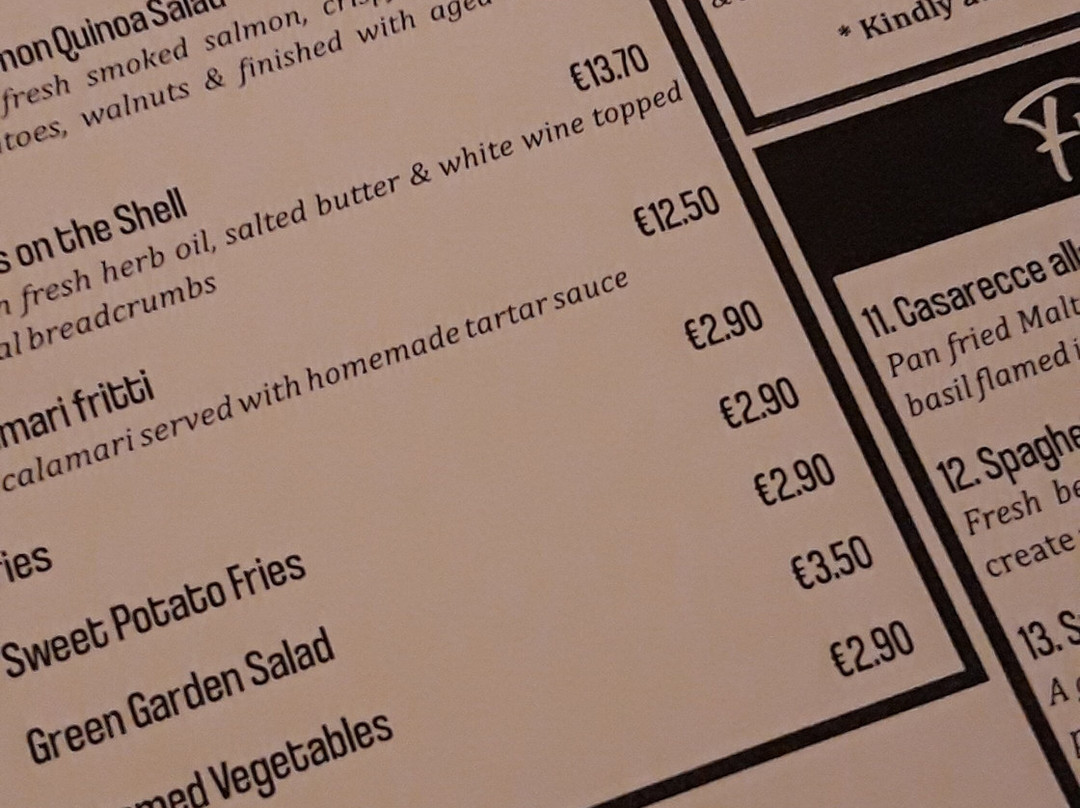 mon Quinoa Salad
fresh smoked salmon, crisp
toes, walnuts & finished with aged
s on the Shell €13.70
n fresh herb oil, salted butter & white wine topped
al breadcrumbs
mari fritti €12.50
calamari served with homemade tartar sauce
ies €2.90
Sweet Potato Fries €2.90
Green Garden Salad €2.90
med Vegetables €3.50
€2.90
* Kindly
11. Casarecce all
Pan fried Malt
basil flamed i
12. Spaghe
Fresh be
create
13. S
A